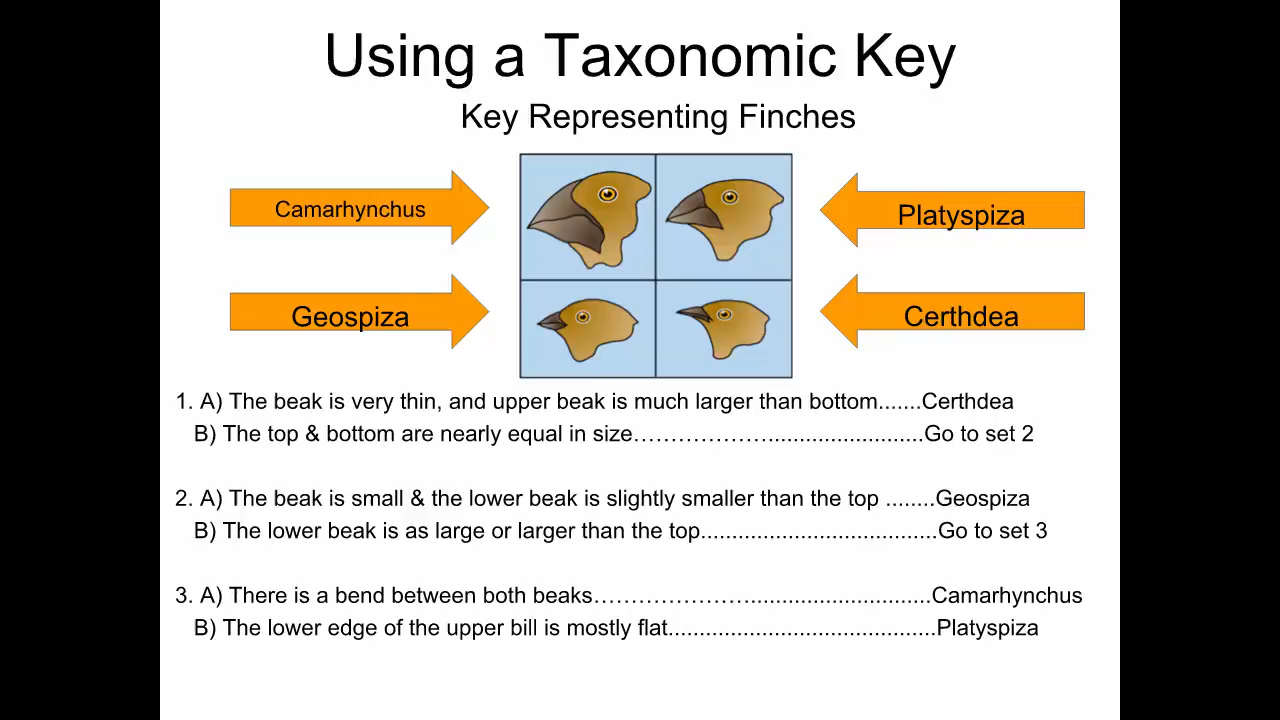 Using a Taxonomic Key
Key Representing Finches
Camarhynchus
Platyspiza
Geospiza
Certhdea
1. A) The beak is very thin, and upper beak is much larger than bottom.......Certhdea
B) The top & bottom are nearly equal in size………………….........................Go to set 2
2. A) The beak is small & the lower beak is slightly smaller than the top ........Geospiza
B) The lower beak is as large or larger than the top......................................Go to set 3
3. A) There is a bend between both beaks…………………….............................Camarhynchus
B) The lower edge of the upper bill is mostly flat...........................................Platyspiza